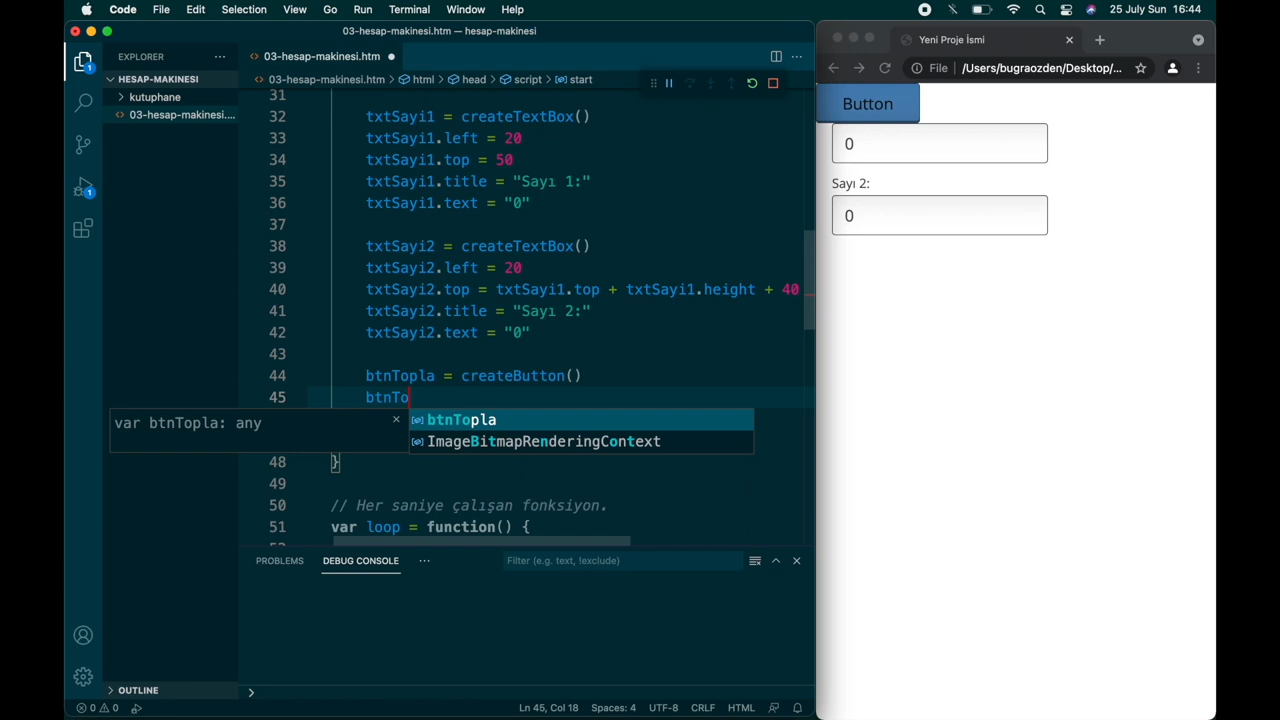 Code File Edit Selection View Go Run Terminal Window Help 25 July Sun 16:44
03-hesap-makinesi.htm — hesap-makinesi
EXPLORER ···
HESAP-MAKINESI
kutuphane
03-hesap-makinesi....
03-hesap-makinesi.htm
03-hesap-makinesi.htm > html > head > script > start
31
32 txtSayi1 = createTextBox()
33 txtSayi1.left = 20
34 txtSayi1.top = 50
35 txtSayi1.title = "Sayı 1:"
36 txtSayi1.text = "0"
37
38 txtSayi2 = createTextBox()
39 txtSayi2.left = 20
40 txtSayi2.top = txtSayi1.top + txtSayi1.height + 40
41 txtSayi2.title = "Sayı 2:"
42 txtSayi2.text = "0"
43
44 btnTopla = createButton()
45 btnTo
var btnTopla: any
btnTopla
ImageBitmapRenderingContext
48 }
49
50 // Her saniye çalışan fonksiyon.
51 var loop = function() {
PROBLEMS DEBUG CONSOLE ··· Filter (e.g. text, !exclude)
OUTLINE
0 0 Ln 45, Col 18 Spaces: 4 UTF-8 CRLF HTML
1
1
Yeni Proje İsmi
File /Users/bugraozden/Desktop/...
Button
0
Sayı 2:
0